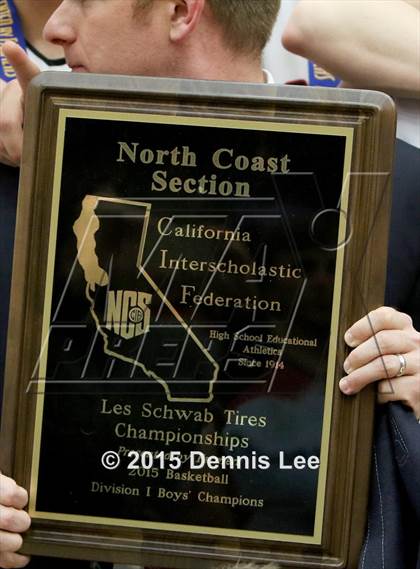 North Coast
Section
California
Interscholastic
Federation
NCS
High School Educational
Athletics
Since 1914
Les Schwab Tires
Championships
© 2015 Dennis Lee
2015 Basketball
Division I Boys' Champions